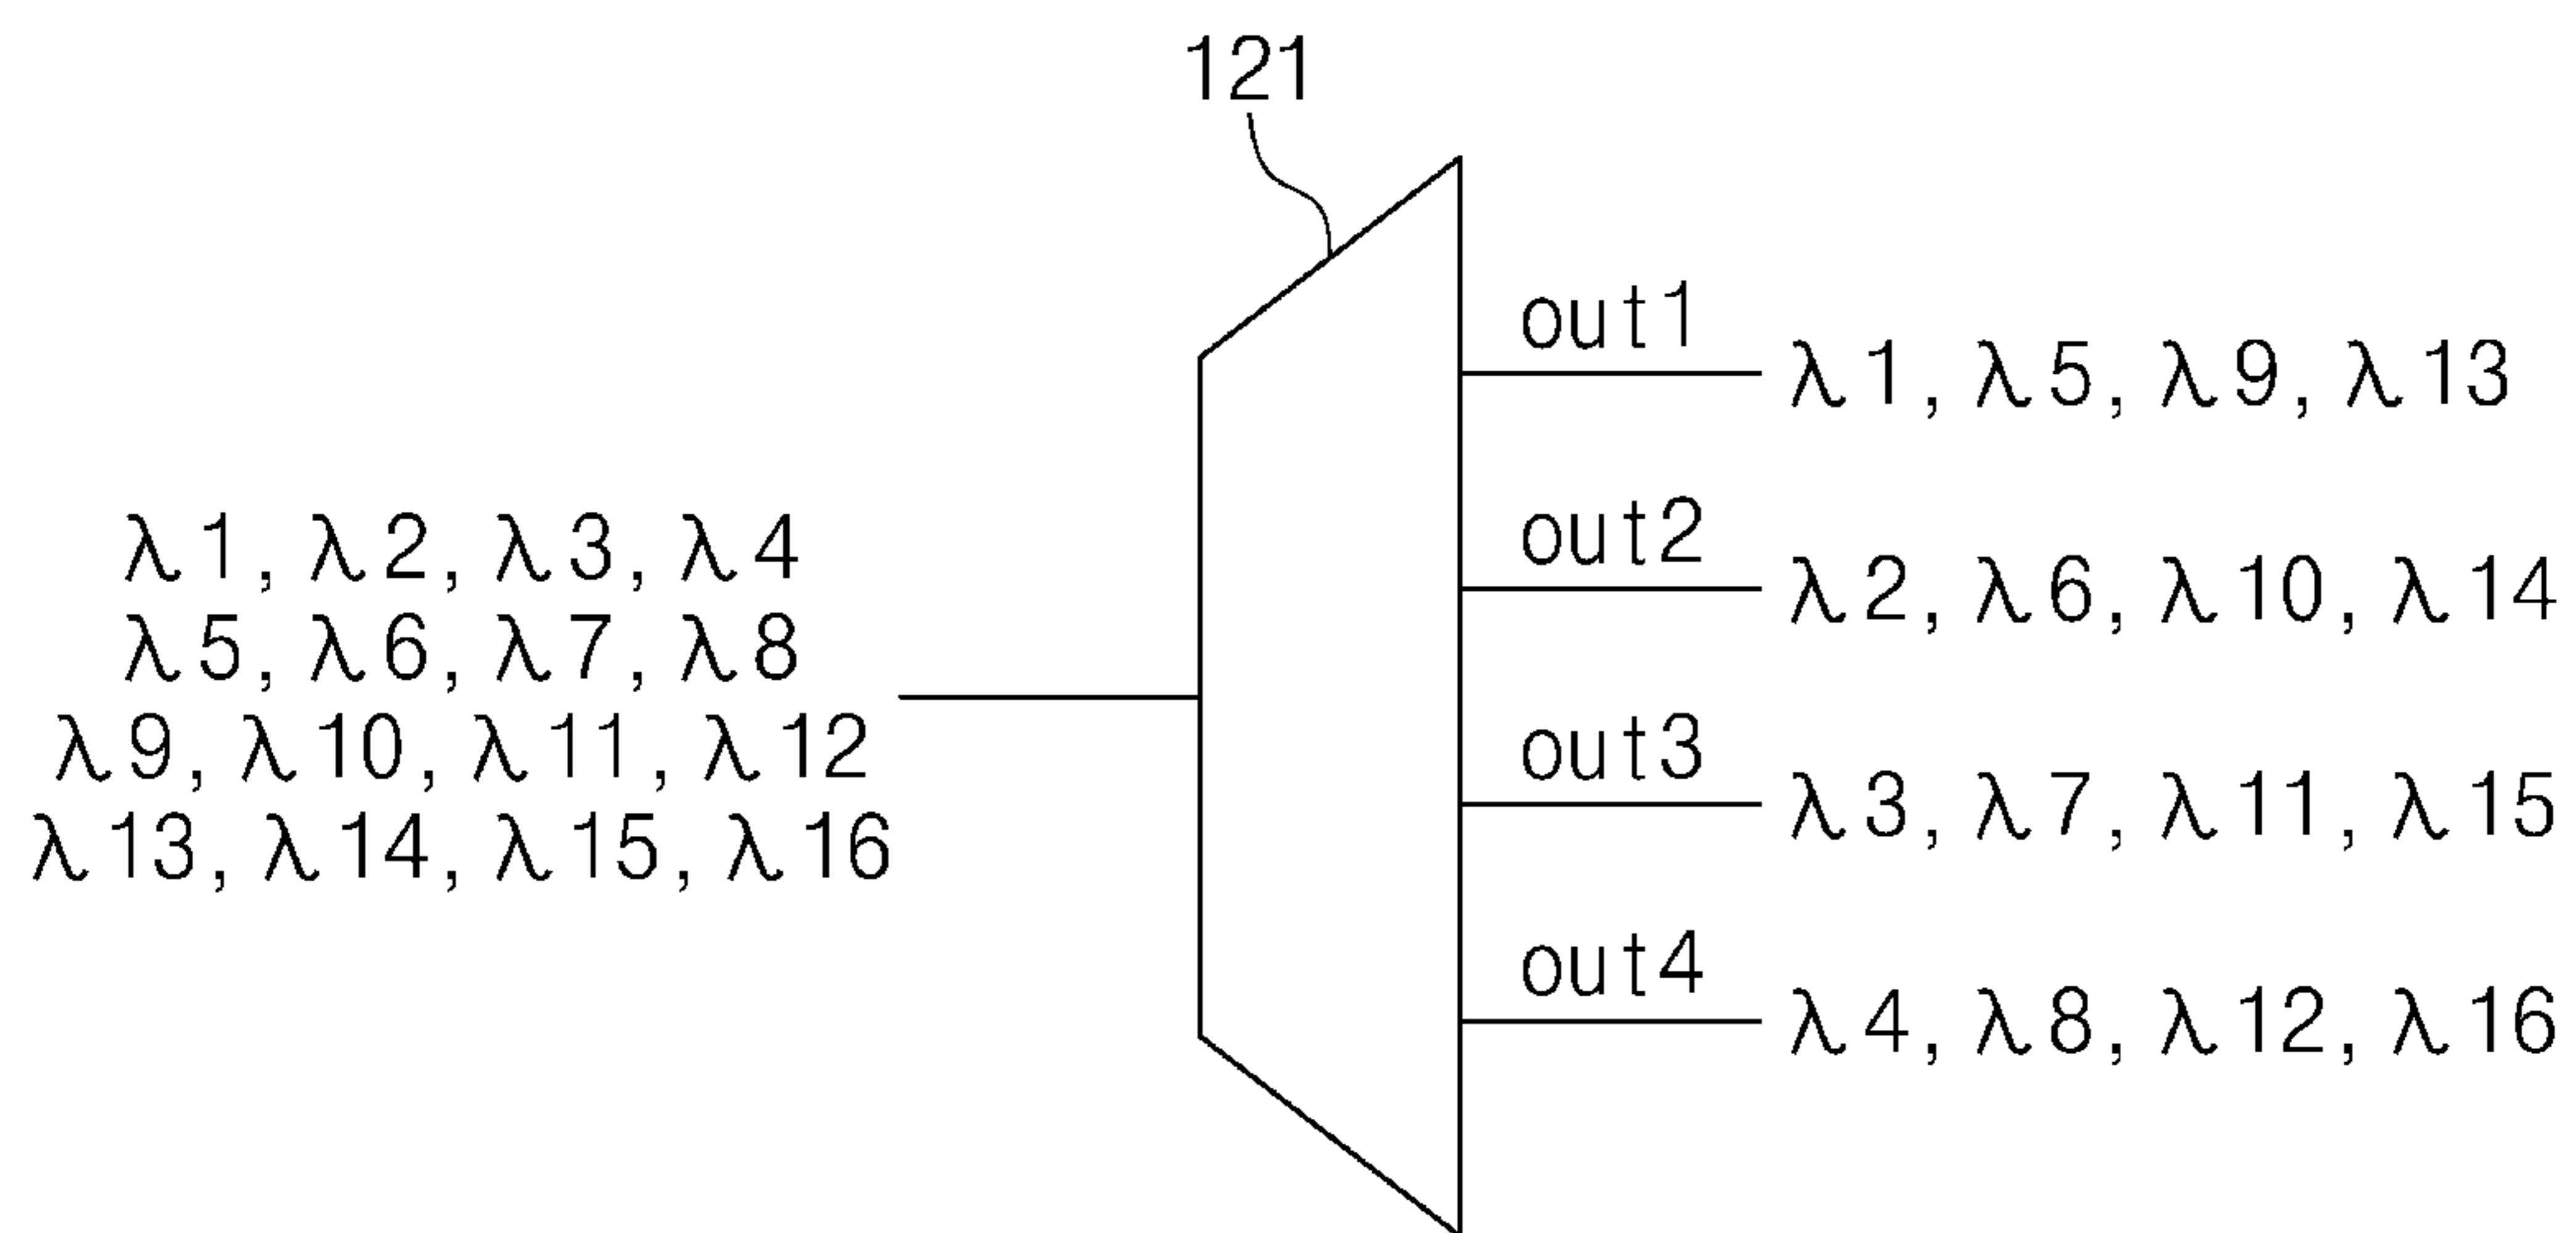 121
λ1, λ2, λ3, λ4
λ5, λ6, λ7, λ8
λ9, λ10, λ11, λ12
λ13, λ14, λ15, λ16
out1
λ1, λ5, λ9, λ13
out2
λ2, λ6, λ10, λ14
out3
λ3, λ7, λ11, λ15
out4
λ4, λ8, λ12, λ16